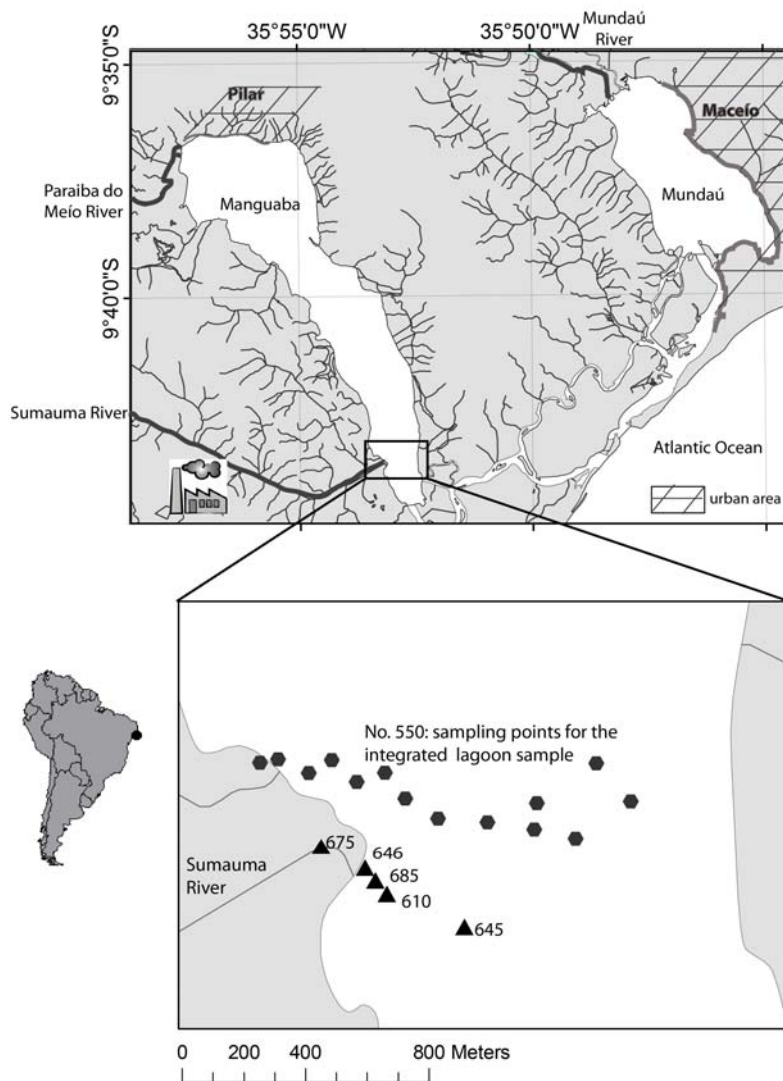 35°55'0"W
35°50'0"W
Mundaú
River
9°35'0"S
Pilar
Maceío
Paraiba do
Meío River
Manguaba
Mundaú
9°40'0"S
Sumauma River
Atlantic Ocean
urban area
No. 550: sampling points for the
integrated lagoon sample
675
646
Sumauma
River
685
610
645
0 200 400 800 Meters